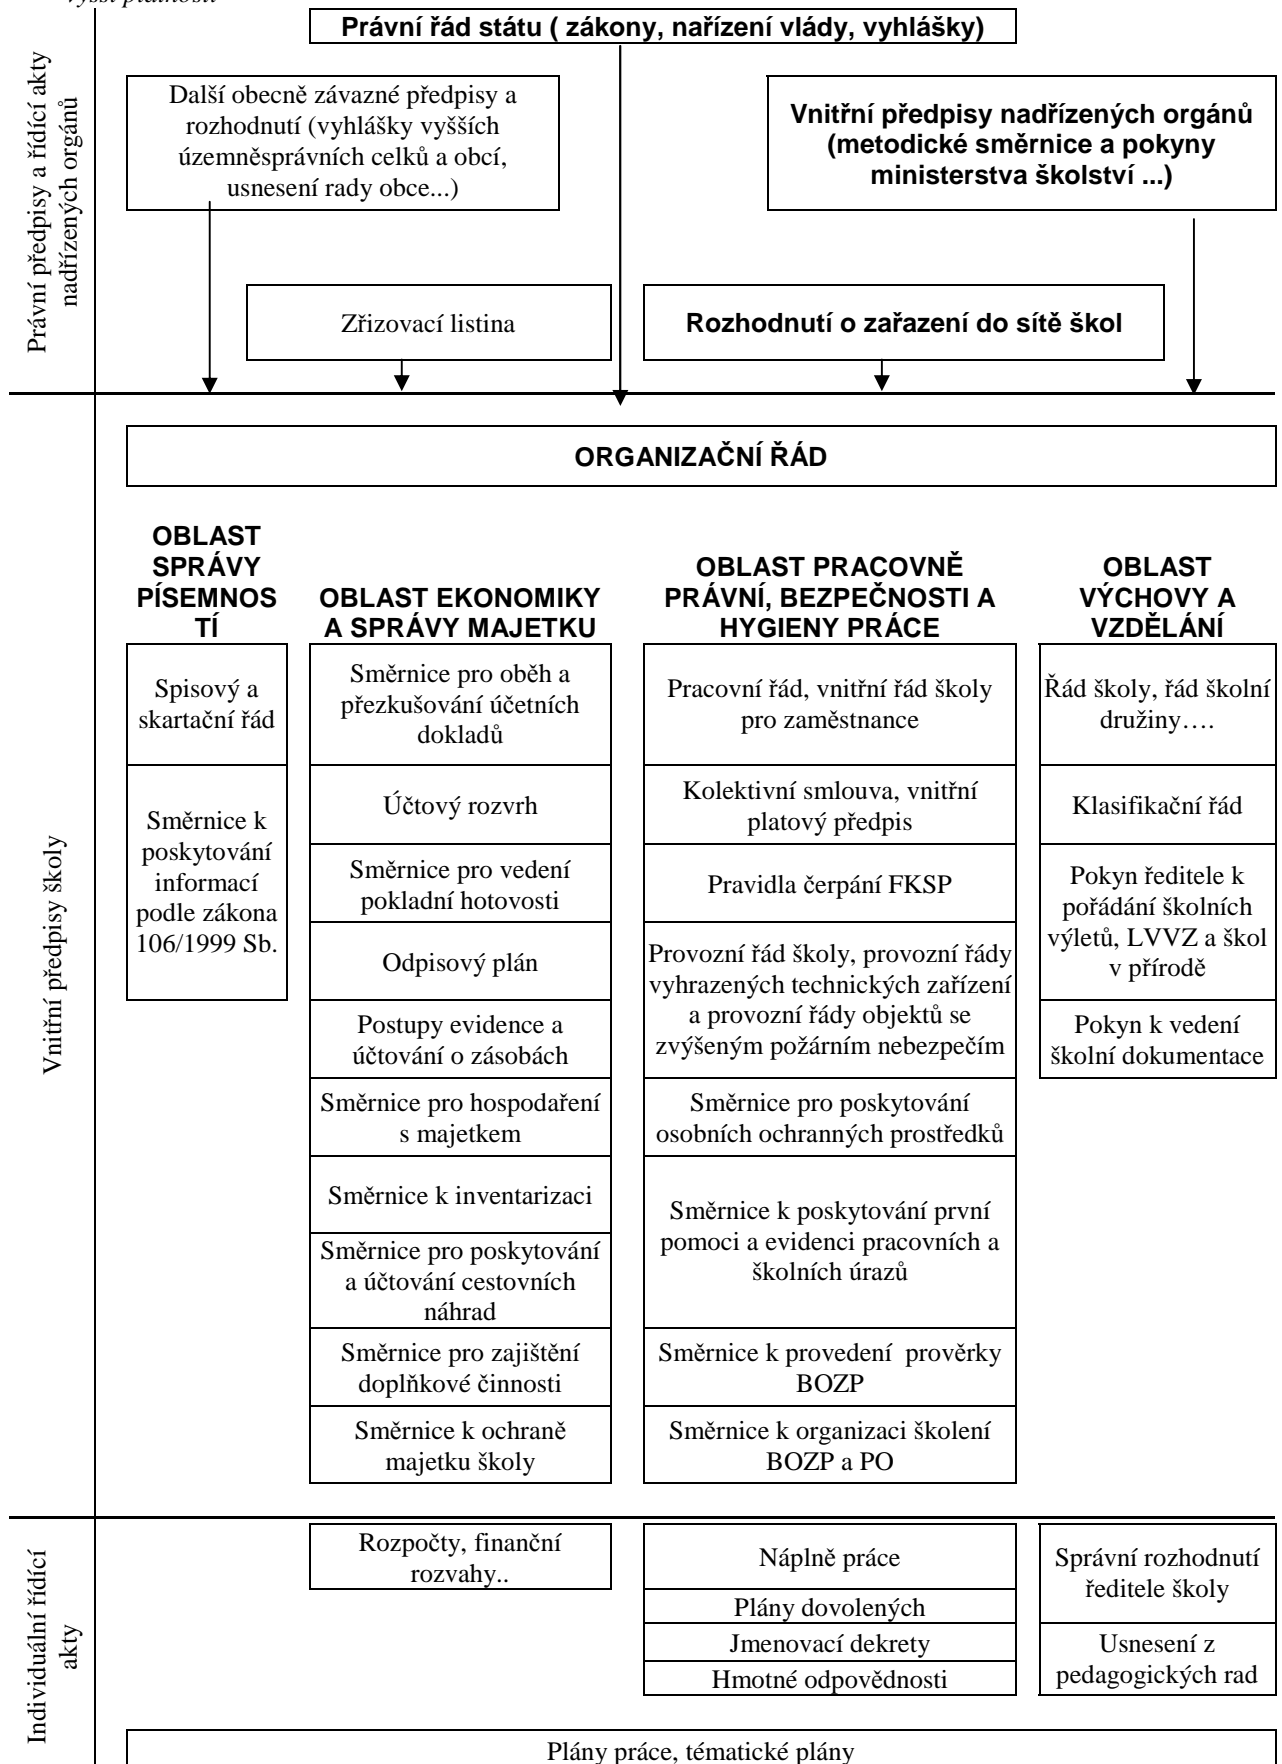 vyšší platnosti
Právní řád státu ( zákony, nařízení vlády, vyhlášky)
Právní předpisy a řídící akty
nadřízených orgánů
Další obecně závazné předpisy a
rozhodnutí (vyhlášky vyšších
územněsprávních celků a obcí,
usnesení rady obce...)
Vnitřní předpisy nadřízených orgánů
(metodické směrnice a pokyny
ministerstva školství ...)
Zřizovací listina
Rozhodnutí o zařazení do sítě škol
Vnitřní předpisy školy
ORGANIZAČNÍ ŘÁD
OBLAST
SPRÁVY
PÍSEMNOS
TÍ
Spisový a
skartační řád
Směrnice k
poskytování
informací
podle zákona
106/1999 Sb.
OBLAST EKONOMIKY
A SPRÁVY MAJETKU
Směrnice pro oběh a
přezkušování účetních
dokladů
Účtový rozvrh
Směrnice pro vedení
pokladní hotovosti
Odpisový plán
Postupy evidence a
účtování o zásobách
Směrnice pro hospodaření
s majetkem
Směrnice k inventarizaci
Směrnice pro poskytování
a účtování cestovních
náhrad
Směrnice pro zajištění
doplňkové činnosti
Směrnice k ochraně
majetku školy
OBLAST PRACOVNĚ
PRÁVNÍ, BEZPEČNOSTI A
HYGIENY PRÁCE
Pracovní řád, vnitřní řád školy
pro zaměstnance
Kolektivní smlouva, vnitřní
platový předpis
Pravidla čerpání FKSP
Provozní řád školy, provozní řády
vyhrazených technických zařízení
a provozní řády objektů se
zvýšeným požárním nebezpečím
Směrnice pro poskytování
osobních ochranných prostředků
Směrnice k poskytování první
pomoci a evidenci pracovních a
školních úrazů
Směrnice k provedení  prověrky
BOZP
Směrnice k organizaci školení
BOZP a PO
OBLAST
VÝCHOVY A
VZDĚLÁNÍ
Řád školy, řád školní
družiny….
Klasifikační řád
Pokyn ředitele k
pořádání školních
výletů, LVVZ a škol
v přírodě
Pokyn k vedení
školní dokumentace
Individuální řídící
akty
Rozpočty, finanční
rozvahy..
Náplně práce
Plány dovolených
Jmenovací dekrety
Hmotné odpovědnosti
Správní rozhodnutí
ředitele školy
Usnesení z
pedagogických rad
Plány práce, tématické plány